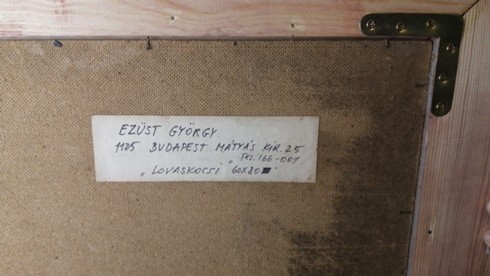 EZÜST GYÖRGY
1125 BUDAPEST MÁTYÁS KIR. 25
TEL. 166-001
„LOVASKOCSI" 60X80